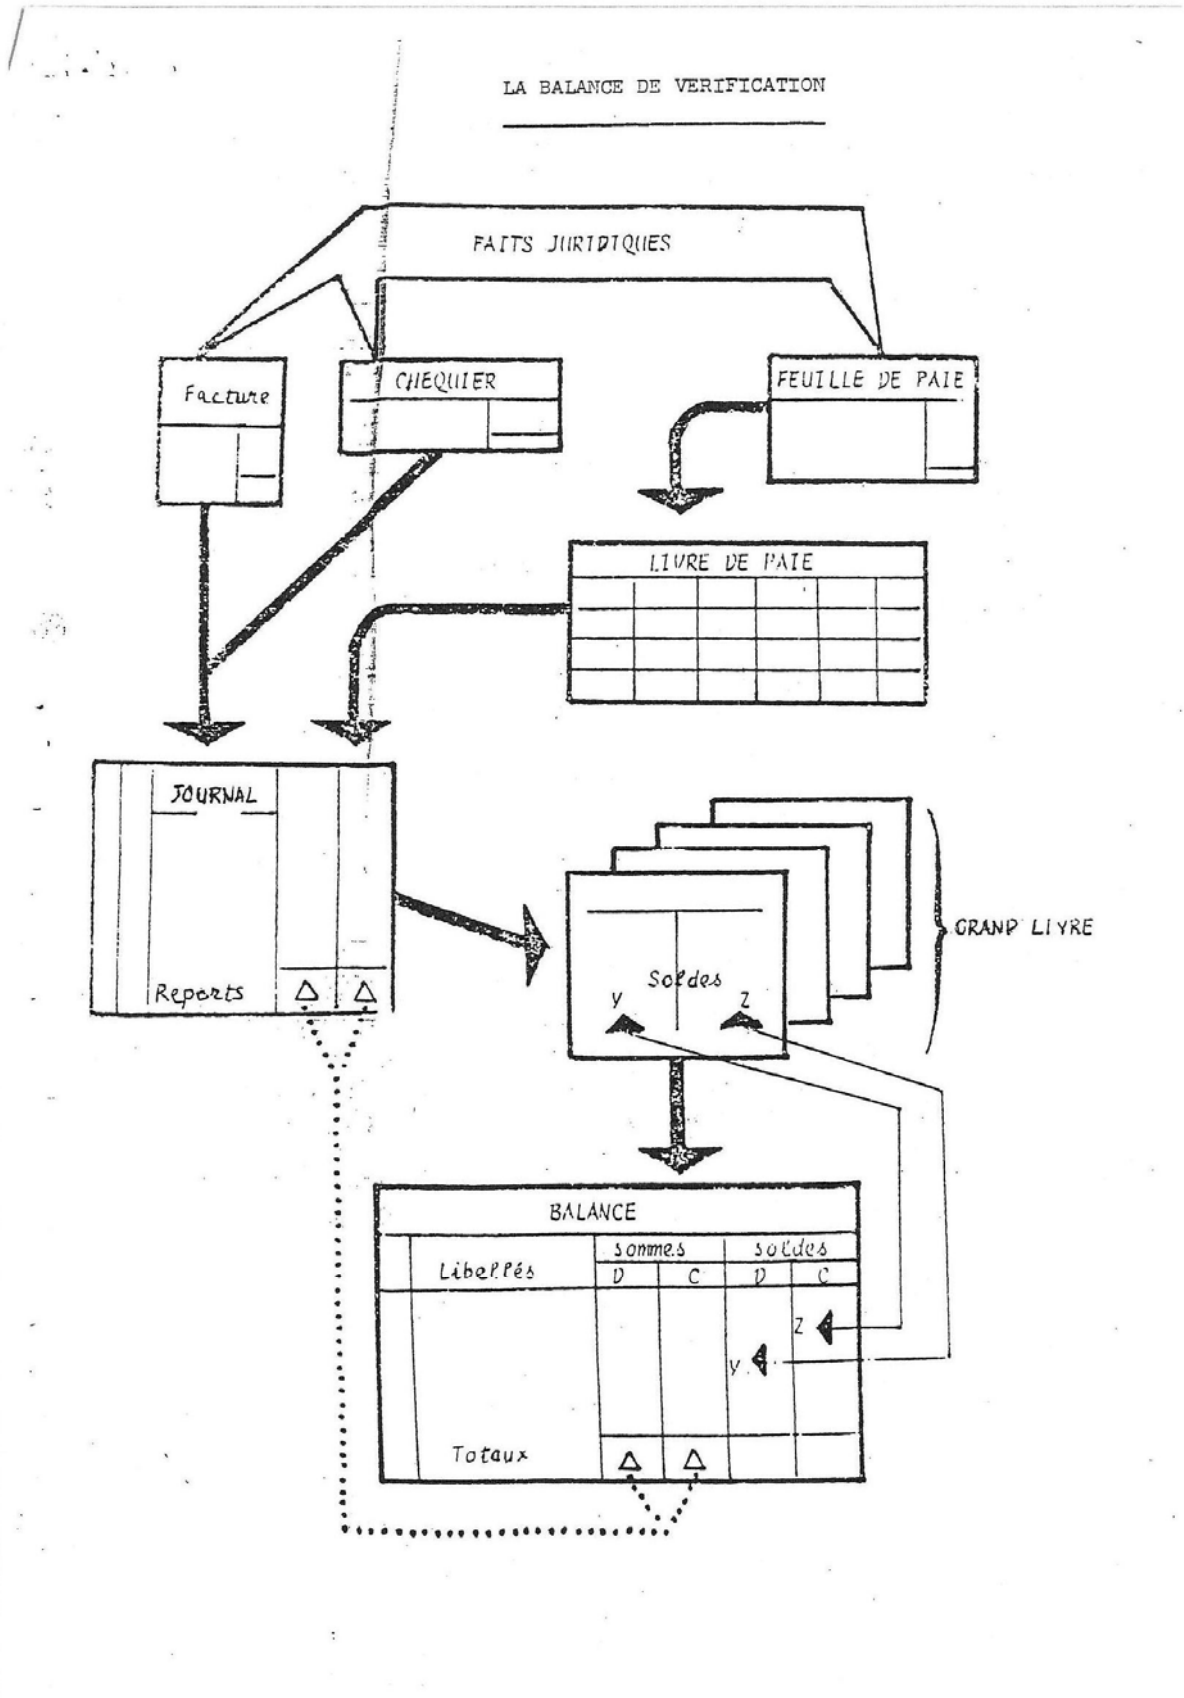 LA BALANCE DE VERIFICATION
FAITS JURIDIQUES
Facture
CHEQUIER
FEUILLE DE PAIE
LIVRE DE PAIE
JOURNAL
GRAND LIVRE
Soldes
Reports
Y Z
BALANCE
Sommes soldes
Libellés D C D C
Z
Y
Totaux